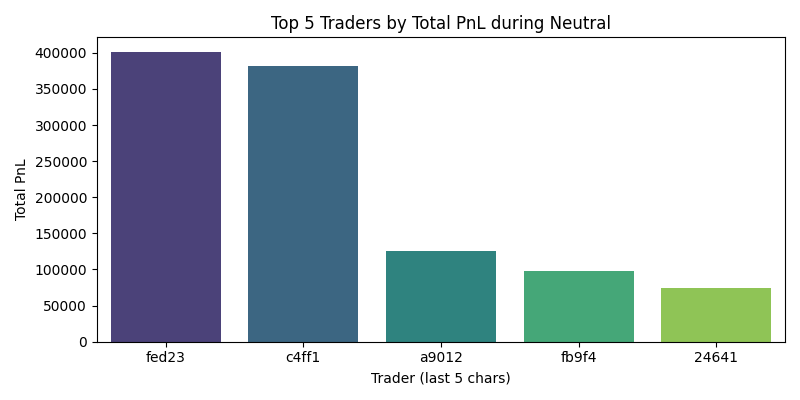 Top 5 Traders by Total PnL during Neutral
Total PnL
400000
350000
300000
250000
200000
150000
100000
50000
0
fed23 c4ff1 a9012 fb9f4 24641
Trader (last 5 chars)